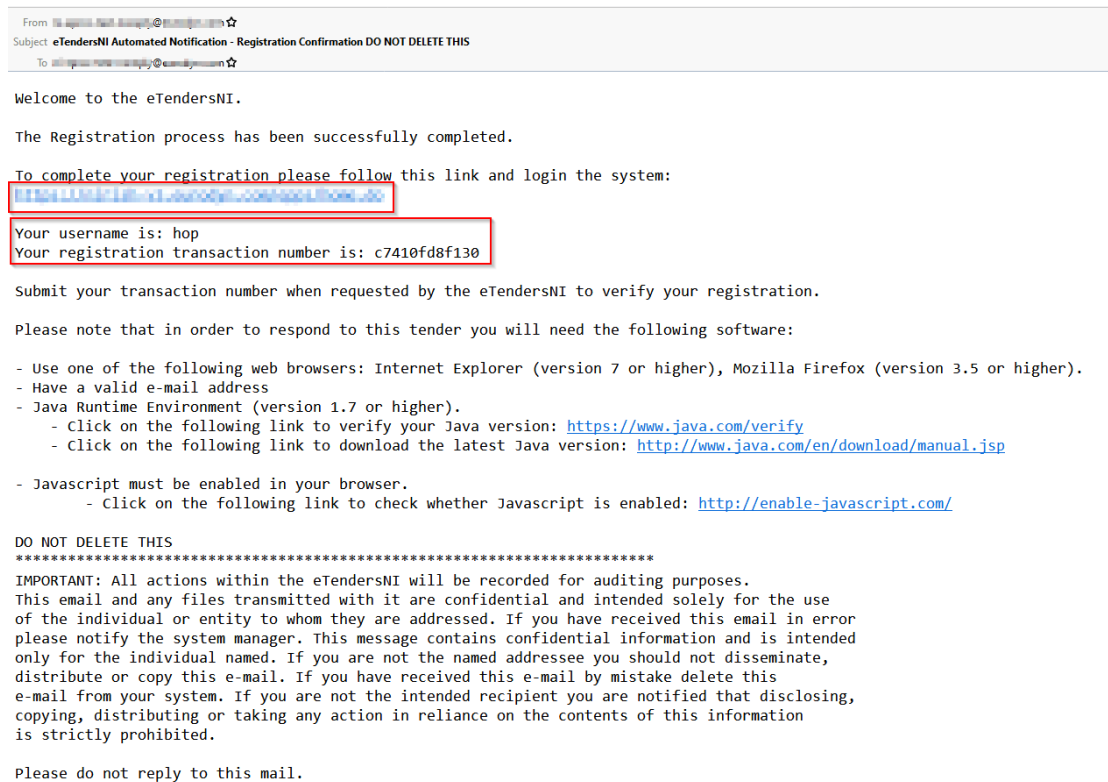 From
Subject eTendersNI Automated Notification - Registration Confirmation DO NOT DELETE THIS
To
Welcome to the eTendersNI.
The Registration process has been successfully completed.
To complete your registration please follow this link and login the system:
Your username is: hop
Your registration transaction number is: c7410fd8f130
Submit your transaction number when requested by the eTendersNI to verify your registration.
Please note that in order to respond to this tender you will need the following software:
- Use one of the following web browsers: Internet Explorer (version 7 or higher), Mozilla Firefox (version 3.5 or higher).
- Have a valid e-mail address
- Java Runtime Environment (version 1.7 or higher).
- Click on the following link to verify your Java version: https://www.java.com/verify
- Click on the following link to download the latest Java version: http://www.java.com/en/download/manual.jsp
- Javascript must be enabled in your browser.
- Click on the following link to check whether Javascript is enabled: http://enable-javascript.com/
DO NOT DELETE THIS
*************************************************************************
IMPORTANT: All actions within the eTendersNI will be recorded for auditing purposes.
This email and any files transmitted with it are confidential and intended solely for the use
of the individual or entity to whom they are addressed. If you have received this email in error
please notify the system manager. This message contains confidential information and is intended
only for the individual named. If you are not the named addressee you should not disseminate,
distribute or copy this e-mail. If you have received this e-mail by mistake delete this
e-mail from your system. If you are not the intended recipient you are notified that disclosing,
copying, distributing or taking any action in reliance on the contents of this information
is strictly prohibited.
Please do not reply to this mail.